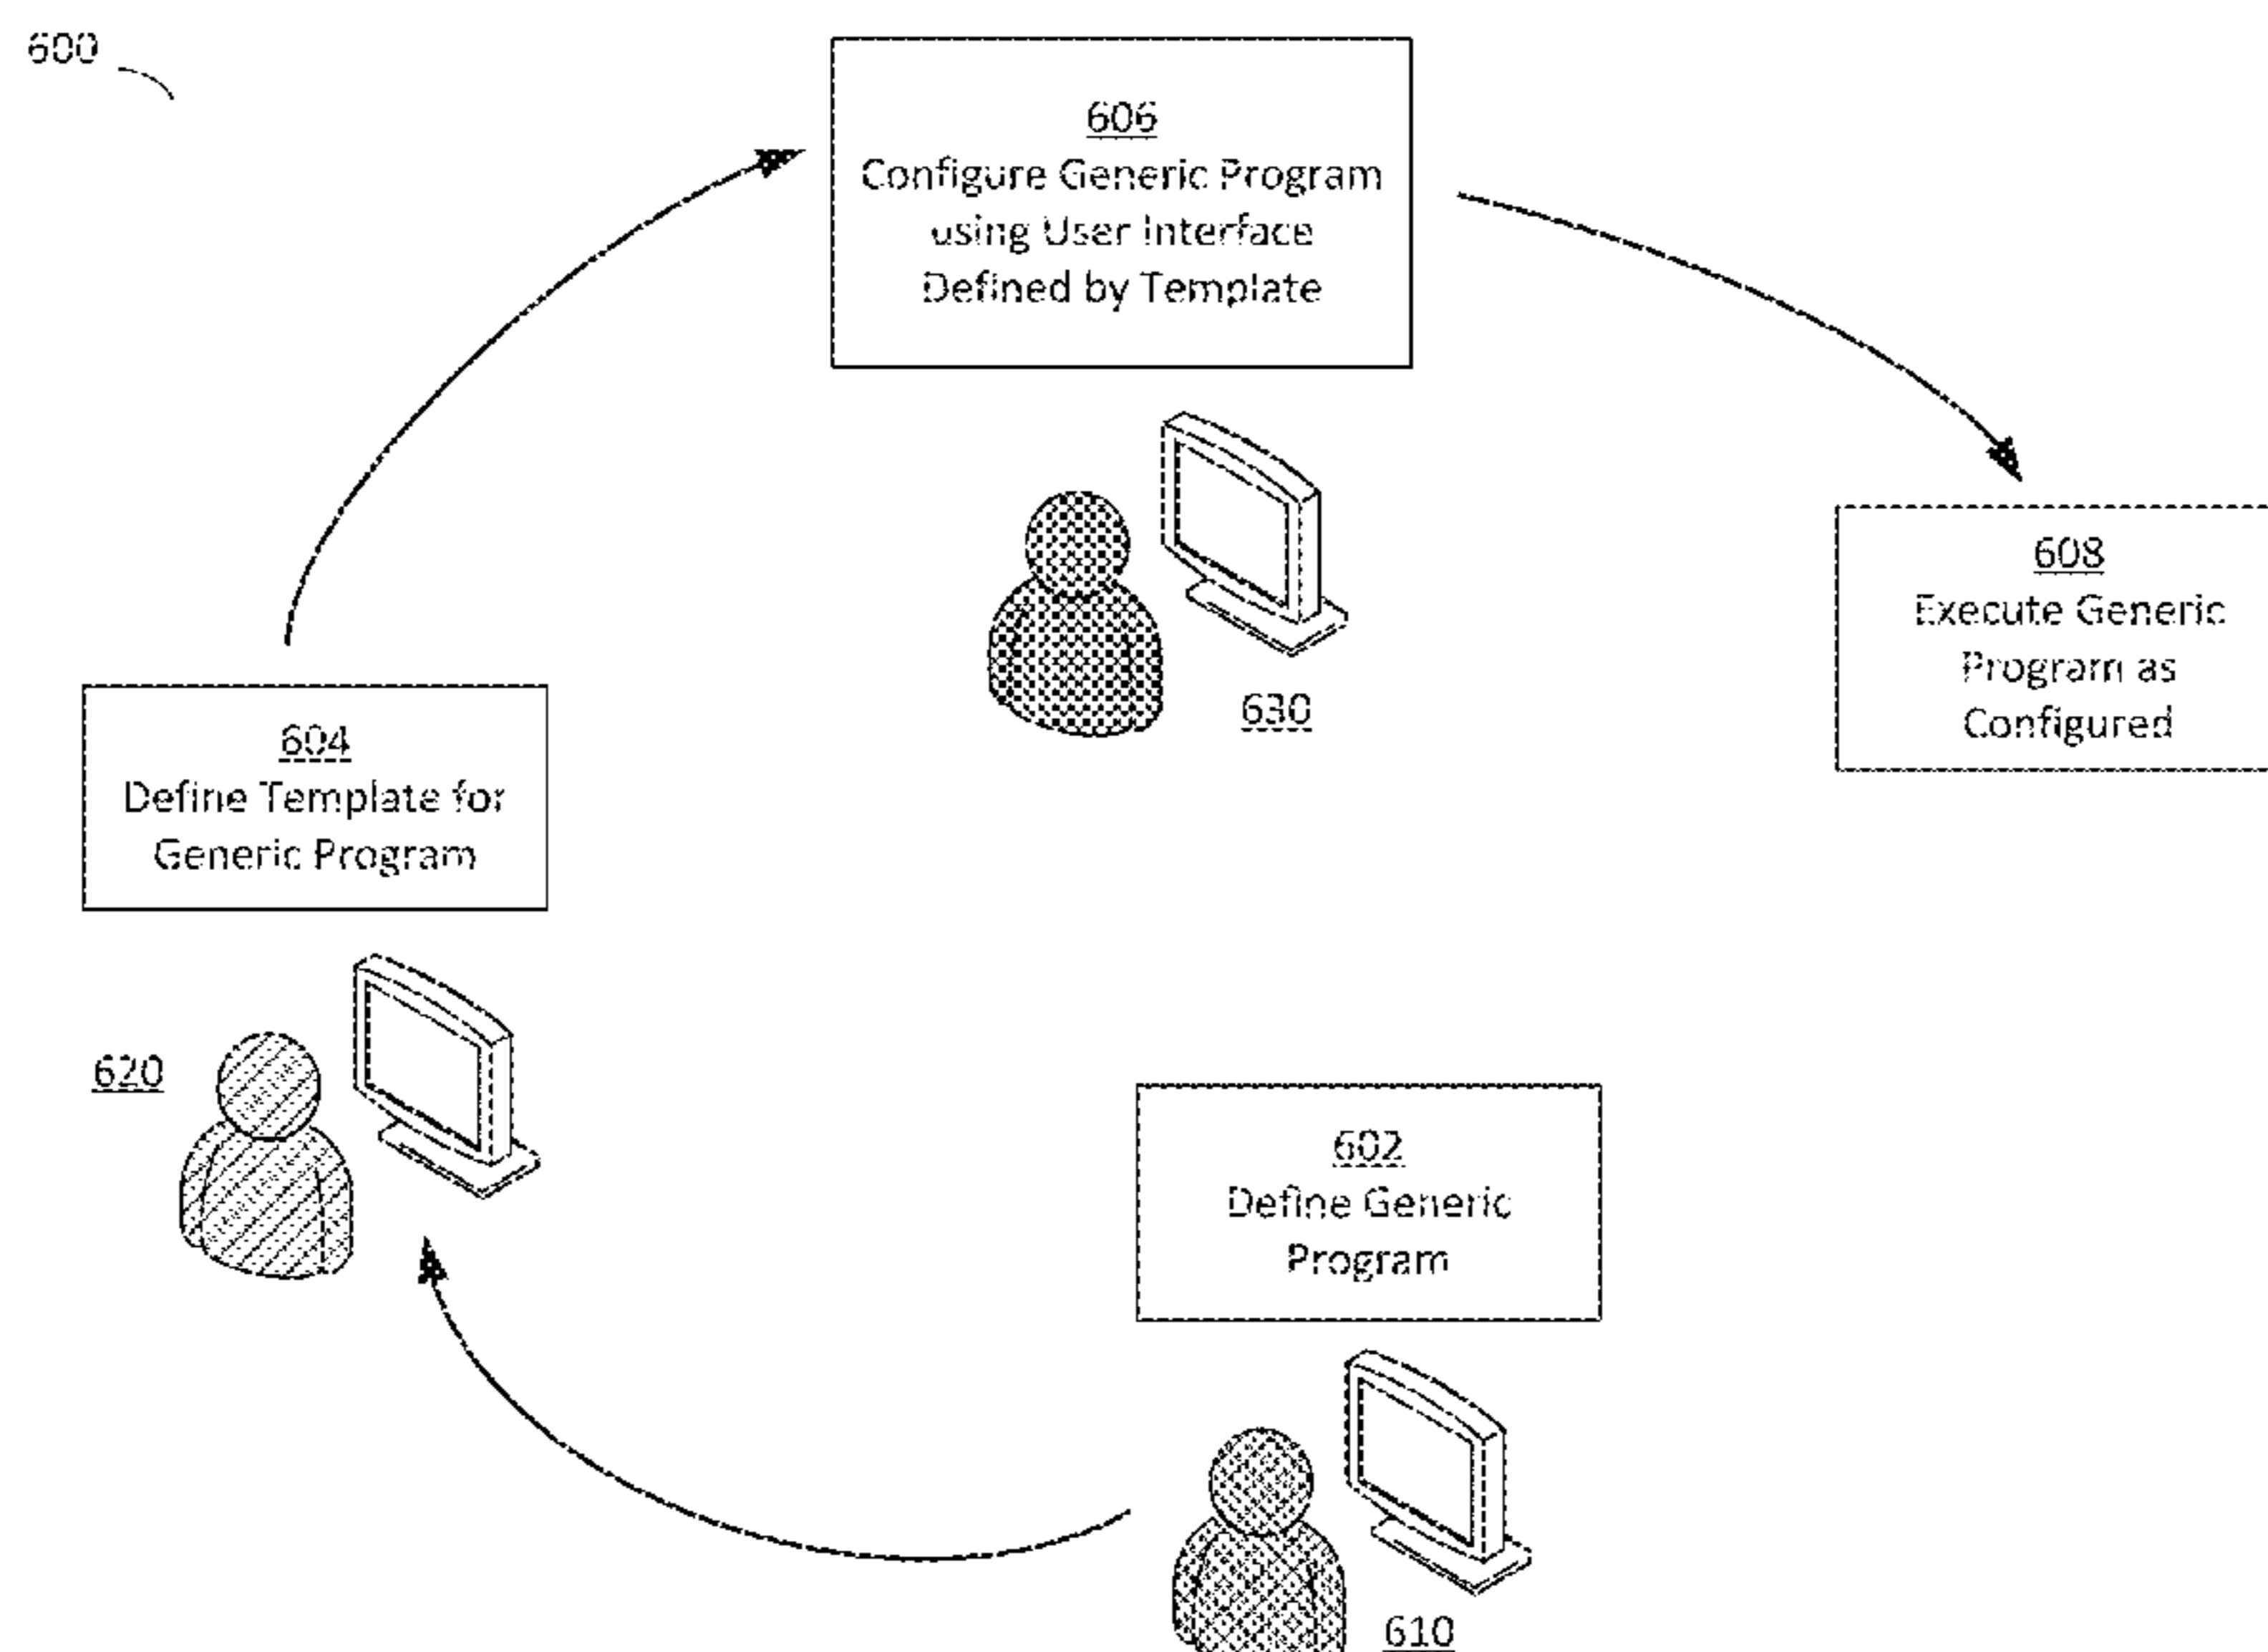 600
606
Configure Generic Program
using User Interface
Defined by Template
608
Execute Generic
Program as
Configured
630
604
Define Template for
Generic Program
620
602
Define Generic
Program
610